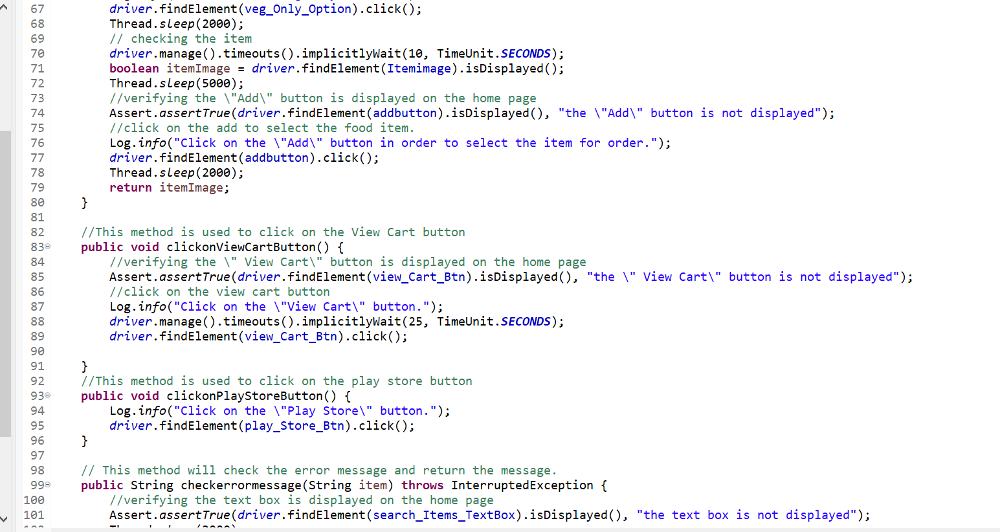 67 driver.findElement(veg_Only_Option).click();
68 Thread.sleep(2000);
69 // checking the item
70 driver.manage().timeouts().implicitlyWait(10, TimeUnit.SECONDS);
71 boolean itemImage = driver.findElement(Itemimage).isDisplayed();
72 Thread.sleep(5000);
73 //verifying the \"Add\" button is displayed on the home page
74 Assert.assertTrue(driver.findElement(addbutton).isDisplayed(), "the \"Add\" button is not displayed");
75 //click on the add to select the food item.
76 Log.info("Click on the \"Add\" button in order to select the item for order.");
77 driver.findElement(addbutton).click();
78 Thread.sleep(2000);
79 return itemImage;
80 }
81
82 //This method is used to click on the View Cart button
83 public void clickonViewCartButton() {
84 //verifying the \" View Cart\" button is displayed on the home page
85 Assert.assertTrue(driver.findElement(view_Cart_Btn).isDisplayed(), "the \" View Cart\" button is not displayed");
86 //click on the view cart button
87 Log.info("Click on the \"View Cart\" button.");
88 driver.manage().timeouts().implicitlyWait(25, TimeUnit.SECONDS);
89 driver.findElement(view_Cart_Btn).click();
90
91 }
92 //This method is used to click on the play store button
93 public void clickonPlayStoreButton() {
94 Log.info("Click on the \"Play Store\" button.");
95 driver.findElement(play_Store_Btn).click();
96 }
97
98 // This method will check the error message and return the message.
99 public String checkerrormessage(String item) throws InterruptedException {
100 //verifying the text box is displayed on the home page
101 Assert.assertTrue(driver.findElement(search_Items_TextBox).isDisplayed(), "the text box is not displayed");